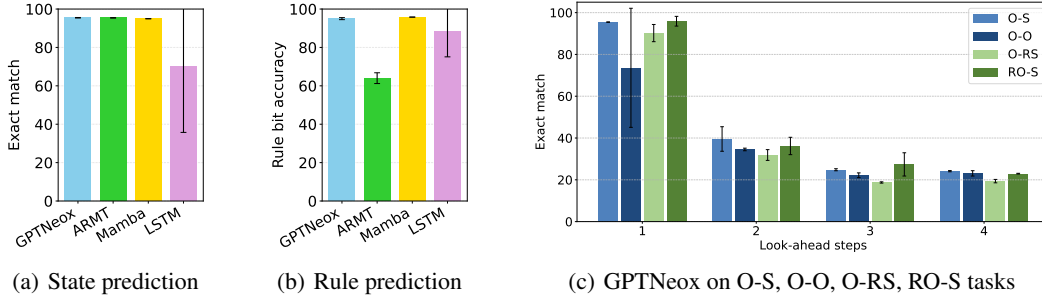 100
80
60
40
20
0
Exact match
GPTNeox
ARMT
Mamba
LSTM
(a) State prediction
100
80
60
40
20
0
Rule bit accuracy
GPTNeox
ARMT
Mamba
LSTM
(b) Rule prediction
100
80
60
40
20
0
Exact match
O-S
O-O
O-RS
RO-S
1 2 3 4
Look-ahead steps
(c) GPTNeox on O-S, O-O, O-RS, RO-S tasks